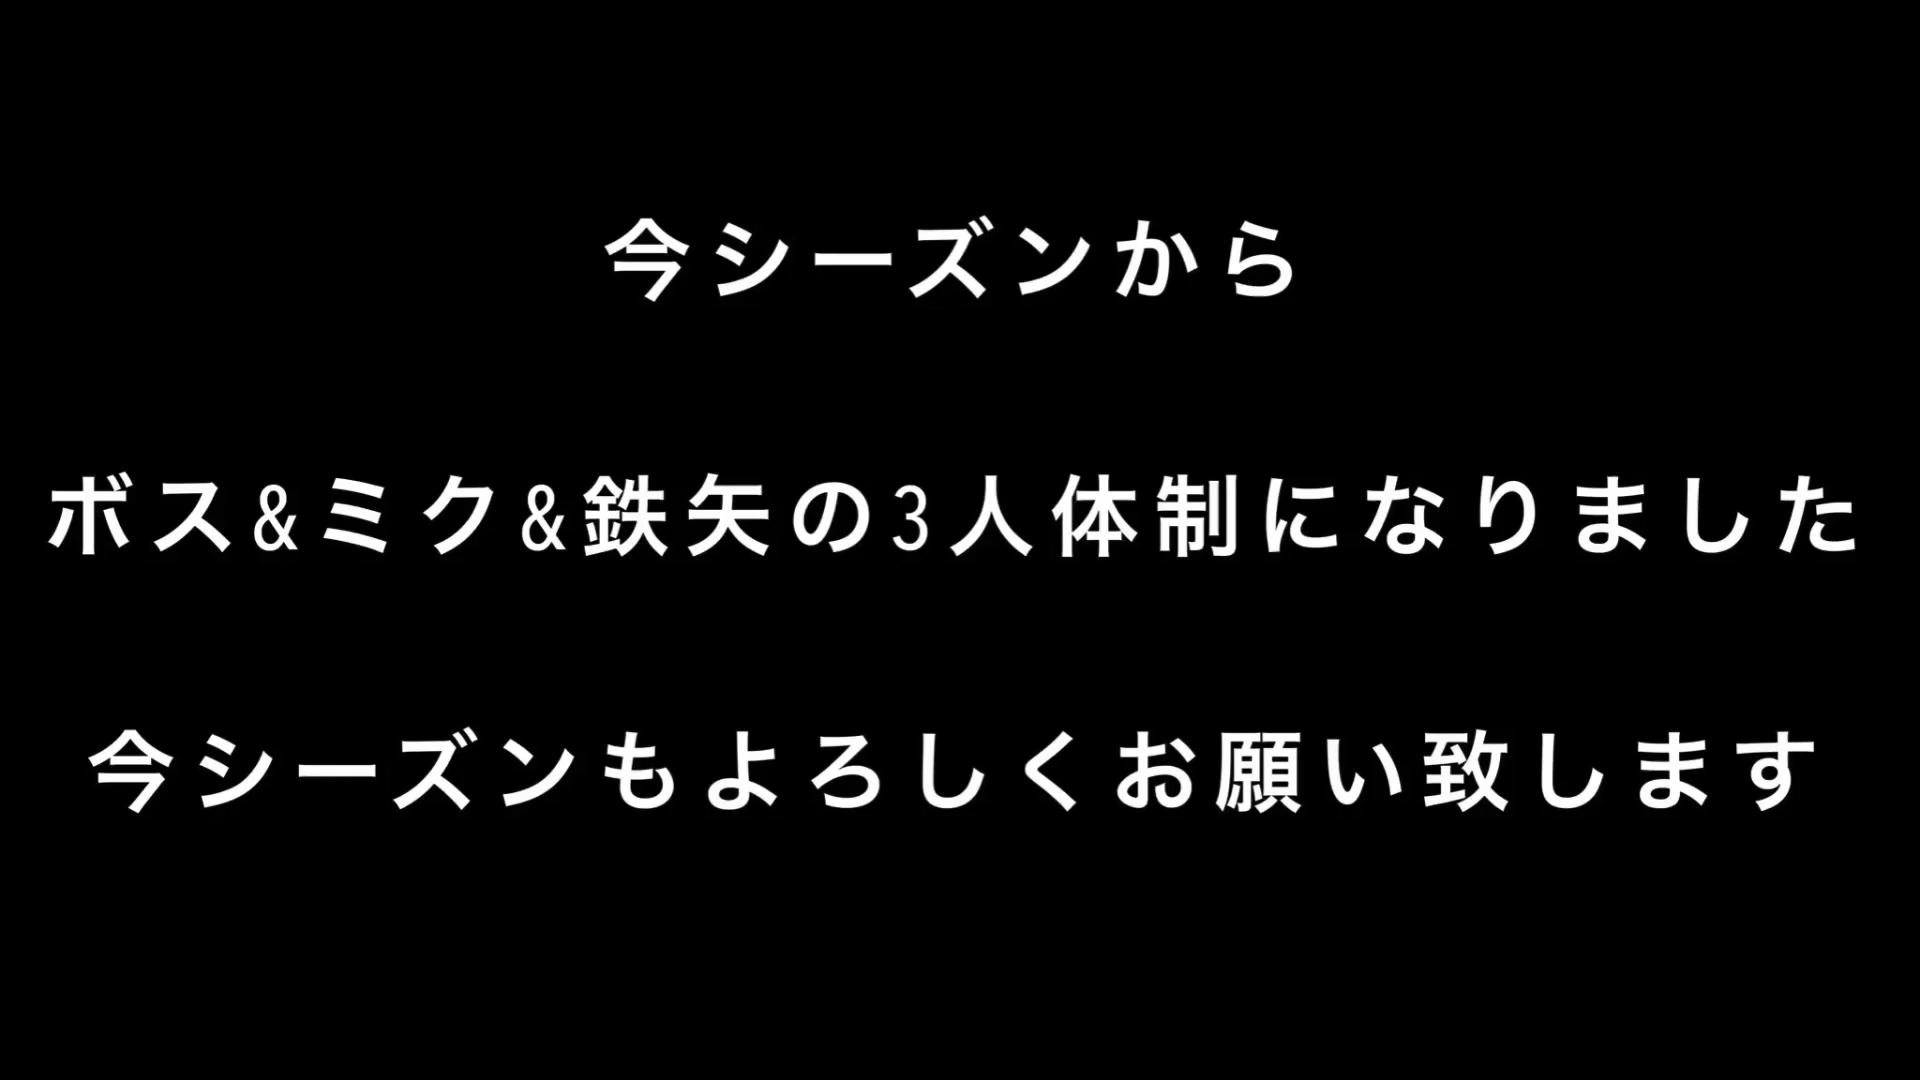 今シーズンから
ボス&ミク&鉄矢の3人体制になりました
今シーズンもよろしくお願い致します